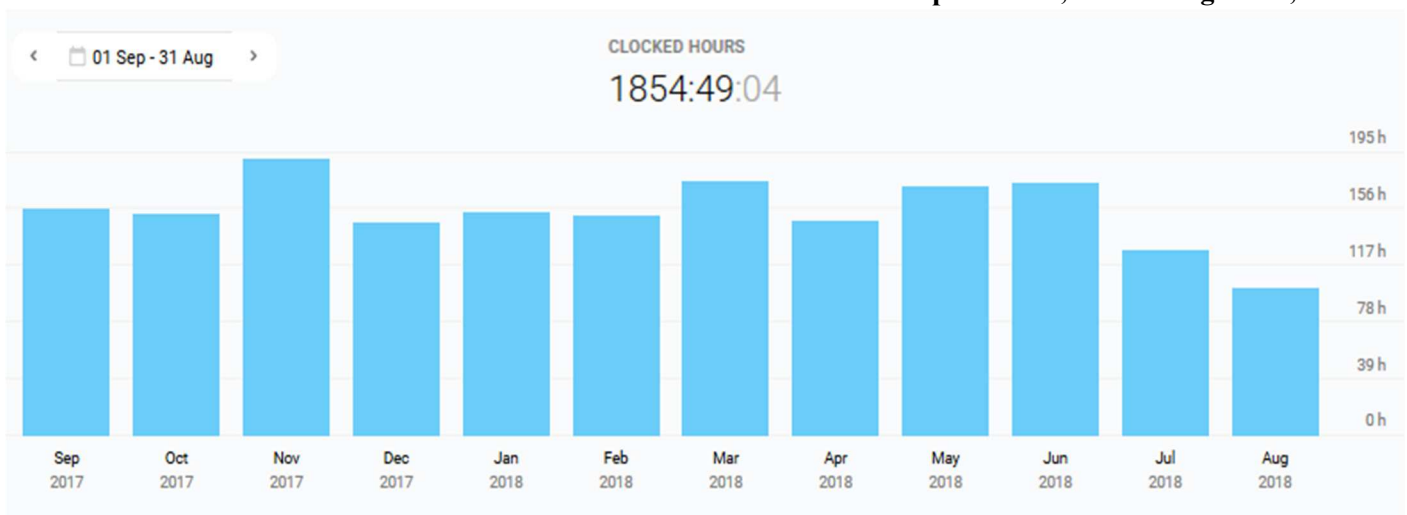 01 Sep - 31 Aug
CLOCKED HOURS
1854:49:04
195 h
156 h
117 h
78 h
39 h
0 h
Sep Oct Nov Dec Jan Feb Mar Apr May Jun Jul Aug
2017 2017 2017 2017 2018 2018 2018 2018 2018 2018 2018 2018